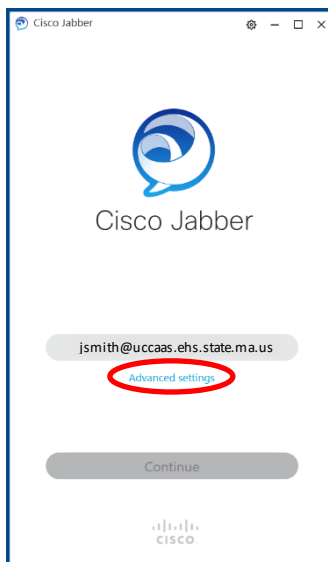 Cisco Jabber
Cisco Jabber
jsmith@uccaas.ehs.state.ma.us
Advanced settings
Continue
CISCO